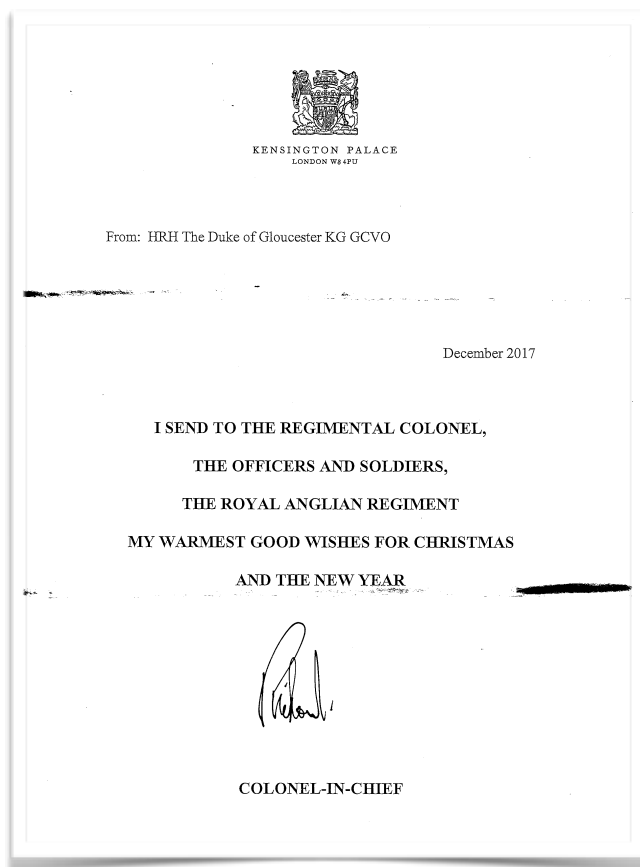 KENSINGTON PALACE
LONDON W8 4PU
From: HRH The Duke of Gloucester KG GCVO
December 2017
I SEND TO THE REGIMENTAL COLONEL,
THE OFFICERS AND SOLDIERS,
THE ROYAL ANGLIAN REGIMENT
MY WARMEST GOOD WISHES FOR CHRISTMAS
AND THE NEW YEAR
Richard
COLONEL-IN-CHIEF